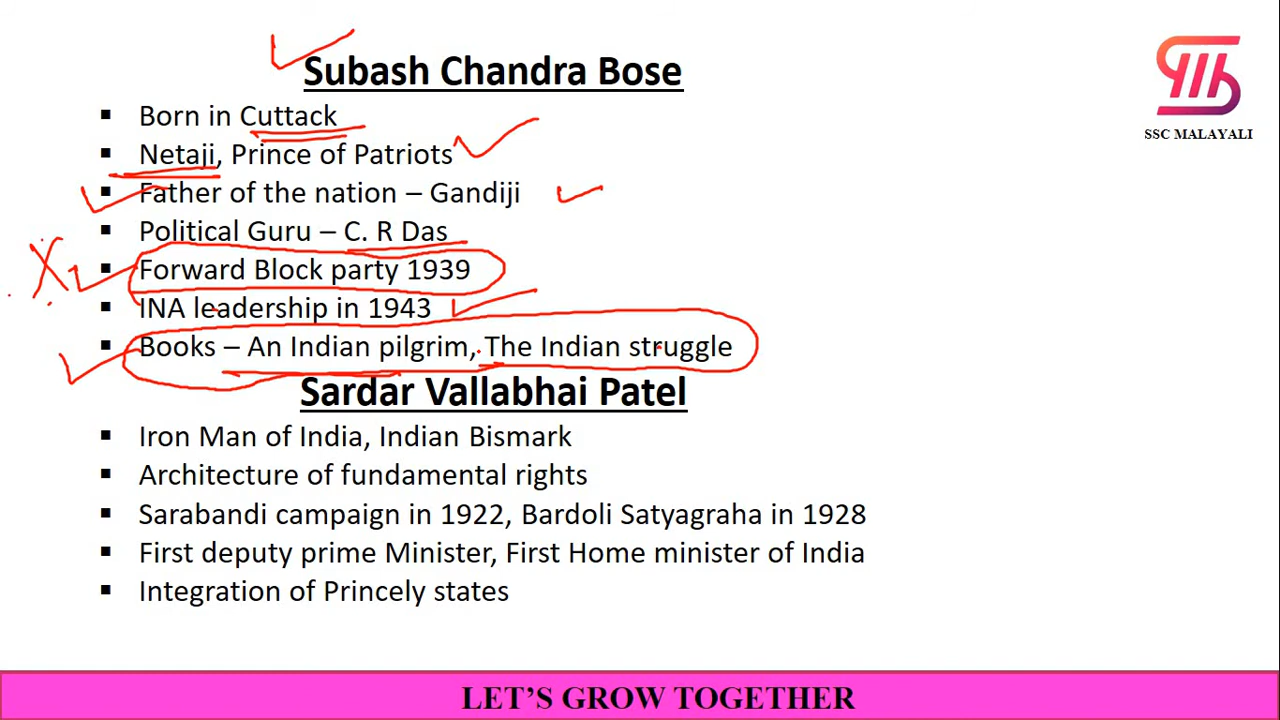 Subash Chandra Bose
SSC MALAYALI
▪ Born in Cuttack
▪ Netaji, Prince of Patriots
▪ Father of the nation – Gandiji
▪ Political Guru – C. R Das
▪ Forward Block party 1939
▪ INA leadership in 1943
▪ Books – An Indian pilgrim, The Indian struggle
Sardar Vallabhai Patel
▪ Iron Man of India, Indian Bismark
▪ Architecture of fundamental rights
▪ Sarabandi campaign in 1922, Bardoli Satyagraha in 1928
▪ First deputy prime Minister, First Home minister of India
▪ Integration of Princely states
LET'S GROW TOGETHER